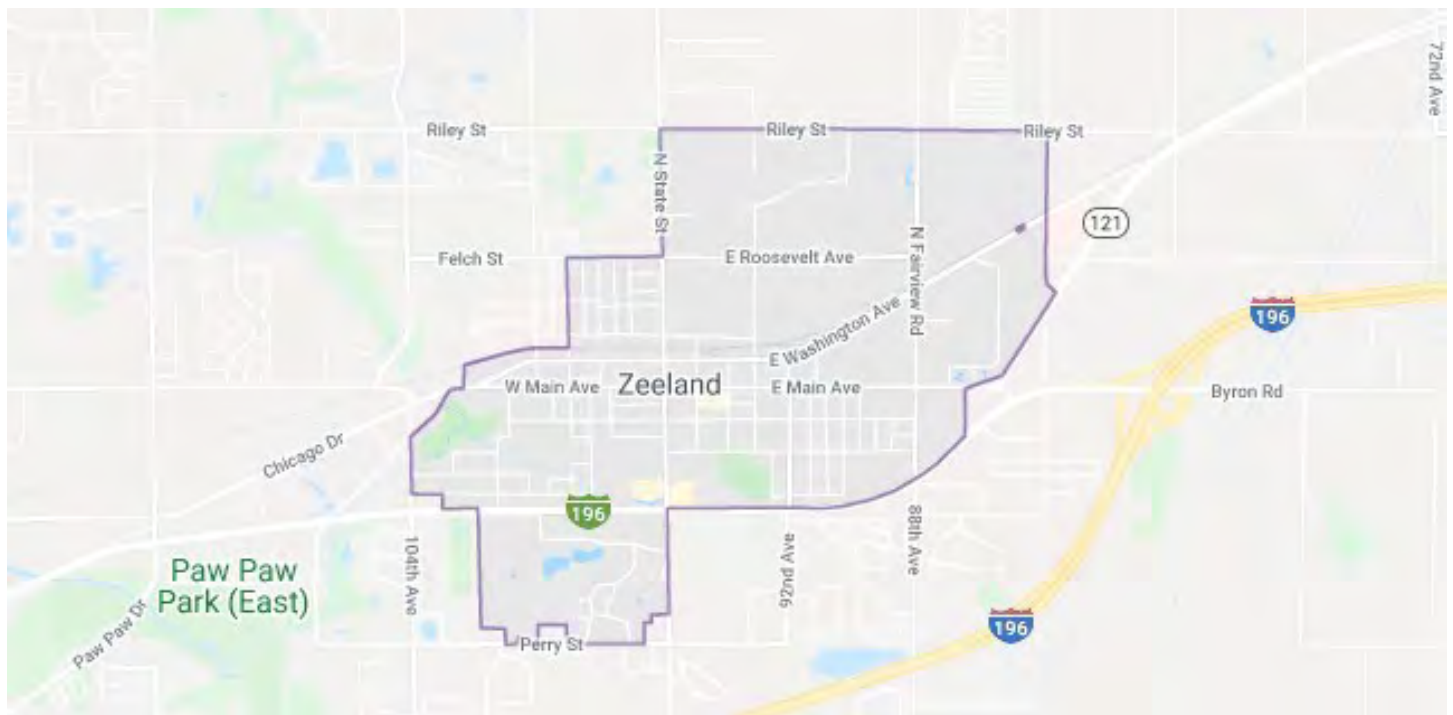 72nd Ave
Riley St
Riley St
Riley St
N State St
121
Felch St
E Roosevelt Ave
N Fairview Rd
196
E Washington Ave
W Main Ave
Zeeland
E Main Ave
Byron Rd
Chicago Dr
196
88th Ave
104th Ave
92nd Ave
Paw Paw
Park (East)
196
Paw Paw Dr
Perry St